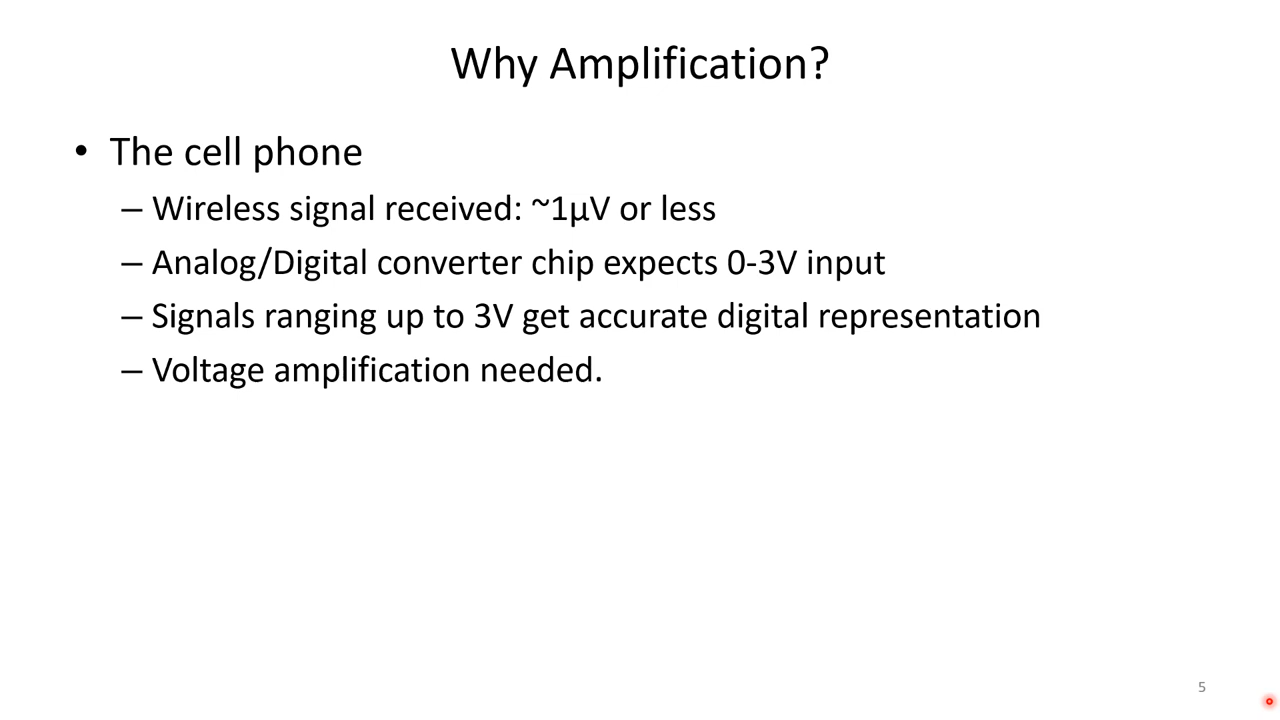 Why Amplification?
• The cell phone
– Wireless signal received: ~1μV or less
– Analog/Digital converter chip expects 0-3V input
– Signals ranging up to 3V get accurate digital representation
– Voltage amplification needed.
5